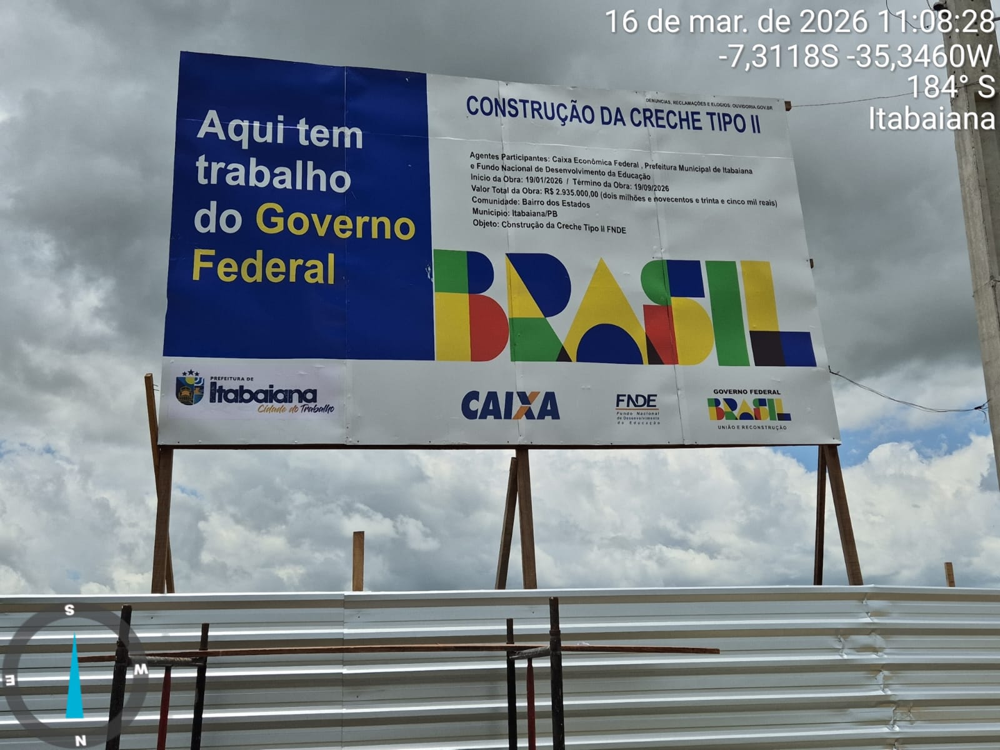 16 de mar. de 2026 11:08:28
-7,3118S -35,3460W
184° S
Itabaiana
DENUNCIAS, RECLAMAÇÕES E ELOGIOS: OUVIDORIA.GOV.BR
CONSTRUÇÃO DA CRECHE TIPO II
Aqui tem
trabalho
do Governo
Federal
Agentes Participantes: Caixa Econômica Federal , Prefeitura Municipal de Itabaiana
e Fundo Nacional de Desenvolvimento da Educação
Inicio da Obra: 19/01/2026 / Término da Obra: 19/09/2026
Valor Total da Obra: R$ 2.935.000,00 (dois milhões e novecentos e trinta e cinco mil reais)
Comunidade: Bairro dos Estados
Município: Itabaiana/PB
Objeto: Construção da Creche Tipo II FNDE
BRASIL
PREFEITURA DE
Itabaiana
Cidade do Trabalho
CAIXA
FNDE
Fundo Nacional
de Desenvolvimento
da Educação
GOVERNO FEDERAL
BRASIL
UNIÃO E RECONSTRUÇÃO
S
W
E
N